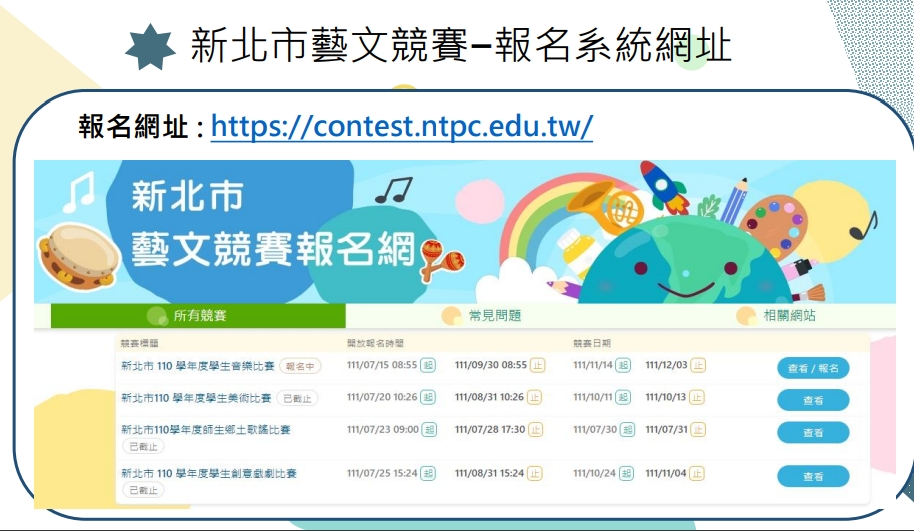 新北市藝文競賽–報名系統網址
報名網址 : https://contest.ntpc.edu.tw/
新北市
藝文競賽報名網
所有競賽 常見問題 相關網站
競賽標題 開放報名時間 競賽日期
新北市 110 學年度學生音樂比賽 報名中 111/07/15 08:55 起 111/09/30 08:55 止 111/11/14 起 111/12/03 止 查看 / 報名
新北市110 學年度學生美術比賽 已截止 111/07/20 10:26 起 111/08/31 10:26 止 111/10/11 起 111/10/13 止 查看
新北市110學年度師生鄉土歌謠比賽 111/07/23 09:00 起 111/07/28 17:30 止 111/07/30 起 111/07/31 止 查看
已截止
新北市 110 學年度學生創意戲劇比賽 111/07/25 15:24 起 111/08/31 15:24 止 111/10/24 起 111/11/04 止 查看
已截止